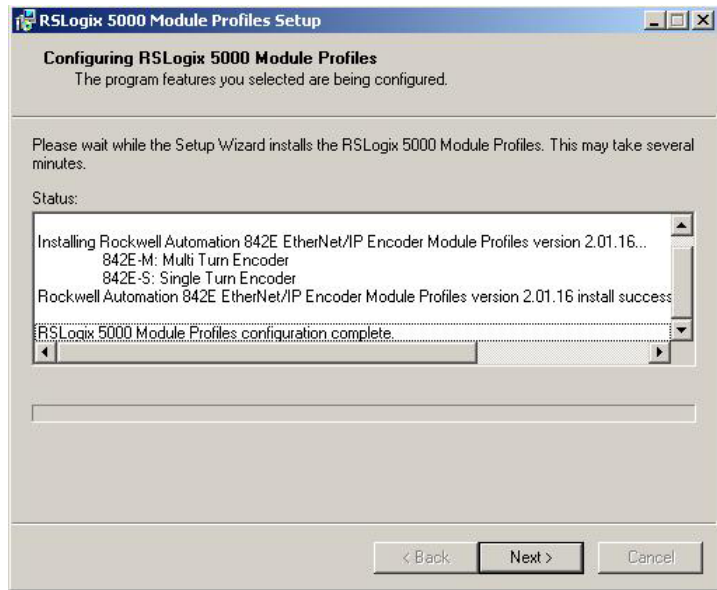 RSLogix 5000 Module Profiles Setup
Configuring RSLogix 5000 Module Profiles
The program features you selected are being configured.
Please wait while the Setup Wizard installs the RSLogix 5000 Module Profiles. This may take several
minutes.
Status:
Installing Rockwell Automation 842E EtherNet/IP Encoder Module Profiles version 2.01.16...
842E-M: Multi Turn Encoder
842E-S: Single Turn Encoder
Rockwell Automation 842E EtherNet/IP Encoder Module Profiles version 2.01.16 install success
RSLogix 5000 Module Profiles configuration complete.
< Back
Next >
Cancel